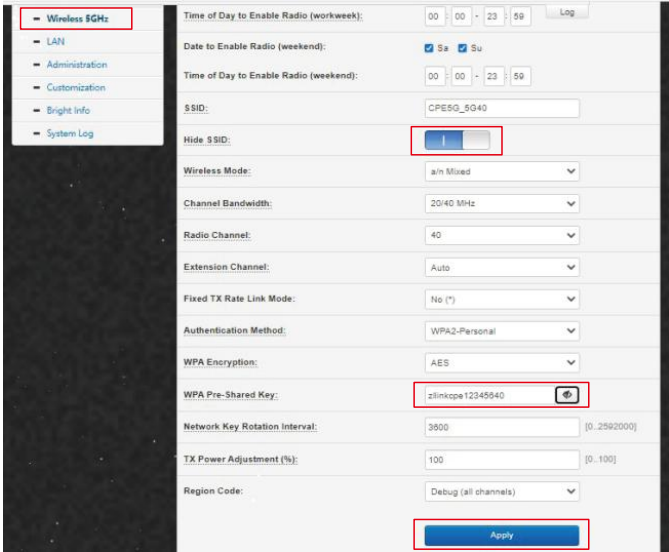 Wireless 5GHz
LAN
Administration
Customization
Bright Info
System Log
Time of Day to Enable Radio (workweek): 00 : 00 - 23 : 59 Log
Date to Enable Radio (weekend): Sa Su
Time of Day to Enable Radio (weekend): 00 : 00 - 23 : 59
SSID: CPE5G_5G40
Hide SSID:
Wireless Mode: a/n Mixed
Channel Bandwidth: 20/40 MHz
Radio Channel: 40
Extension Channel: Auto
Fixed TX Rate Link Mode: No (*)
Authentication Method: WPA2-Personal
WPA Encryption: AES
WPA Pre-Shared Key: zllinkcpe12345640
Network Key Rotation Interval: 3600 [0..2592000]
TX Power Adjustment (%): 100 [0..100]
Region Code: Debug (all channels)
Apply